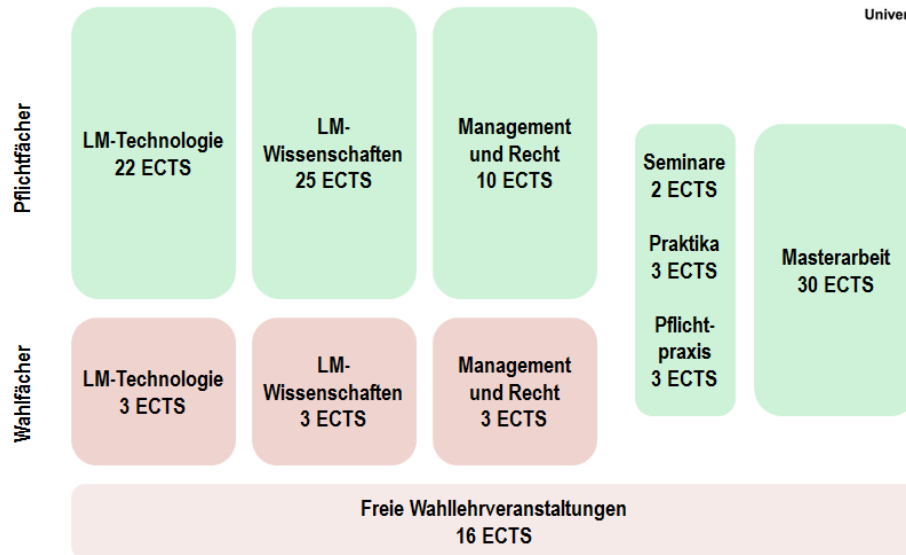 Univer
Pflichtfächer
LM-Technologie
22 ECTS
LM-
Wissenschaften
25 ECTS
Management
und Recht
10 ECTS
Seminare
2 ECTS
Praktika
3 ECTS
Pflicht-
praxis
3 ECTS
Masterarbeit
30 ECTS
Wahlfächer
LM-Technologie
3 ECTS
LM-
Wissenschaften
3 ECTS
Management
und Recht
3 ECTS
Freie Wahllehrveranstaltungen
16 ECTS